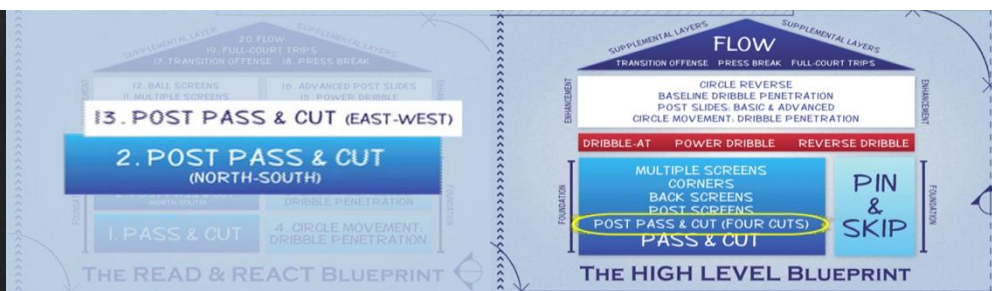 SUPPLEMENTAL LAYER
20. FLOW
19. FULL-COURT TRIPS
17. TRANSITION OFFENSE 18. PRESS BREAK
12. BALL SCREENS
11. MULTIPLE SCREENS
16. ADVANCED POST SLIDES
15. POWER DRIBBLE
ENHANCEMENT
13. POST PASS & CUT (EAST-WEST)
2. POST PASS & CUT
(NORTH-SOUTH)
NORTH-SOUTH
DRIBBLE PENETRATION
FOUNDATION
1. PASS & CUT
4. CIRCLE MOVEMENT:
DRIBBLE PENETRATION
THE READ & REACT BLUEPRINT
SUPPLEMENTAL LAYERS
SUPPLEMENTAL LAYERS
FLOW
TRANSITION OFFENSE PRESS BREAK FULL-COURT TRIPS
ENHANCEMENT
CIRCLE REVERSE
BASELINE DRIBBLE PENETRATION
POST SLIDES: BASIC & ADVANCED
CIRCLE MOVEMENT: DRIBBLE PENETRATION
ENHANCEMENT
DRIBBLE-AT POWER DRIBBLE REVERSE DRIBBLE
FOUNDATION
MULTIPLE SCREENS
CORNERS
BACK SCREENS
POST SCREENS
POST PASS & CUT (FOUR CUTS)
PASS & CUT
PIN
&
SKIP
FOUNDATION
THE HIGH LEVEL BLUEPRINT